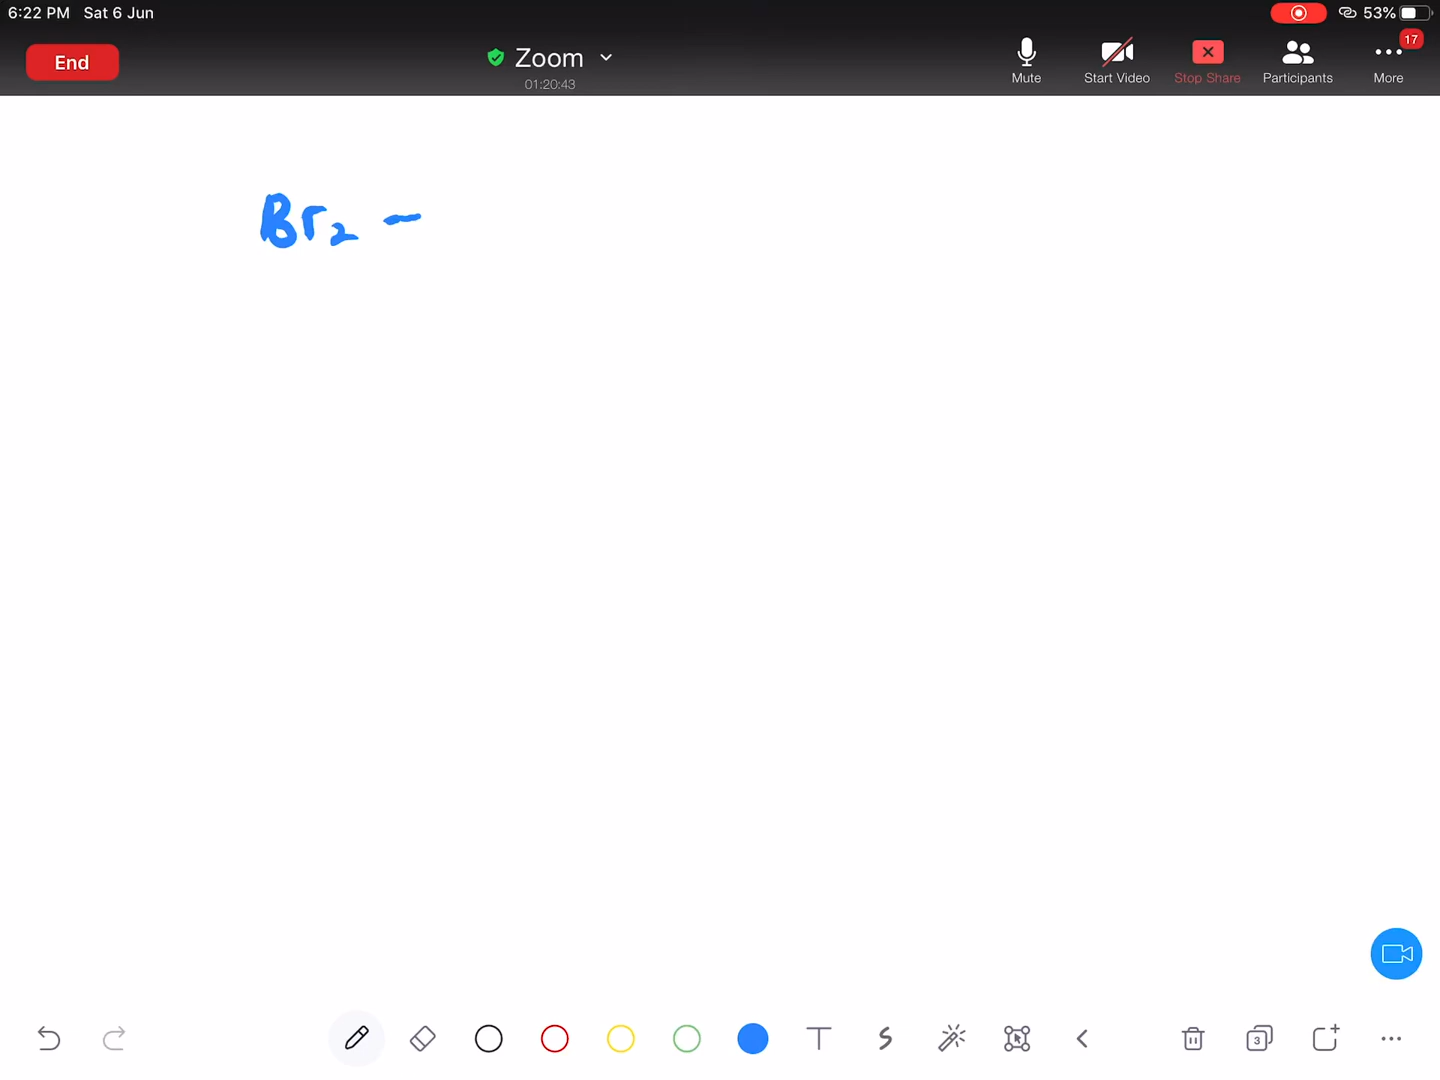 6:22 PM Sat 6 Jun
53%
End
Zoom
01:20:43
Mute
Start Video
Stop Share
Participants
More
17
Br₂ -
T
3